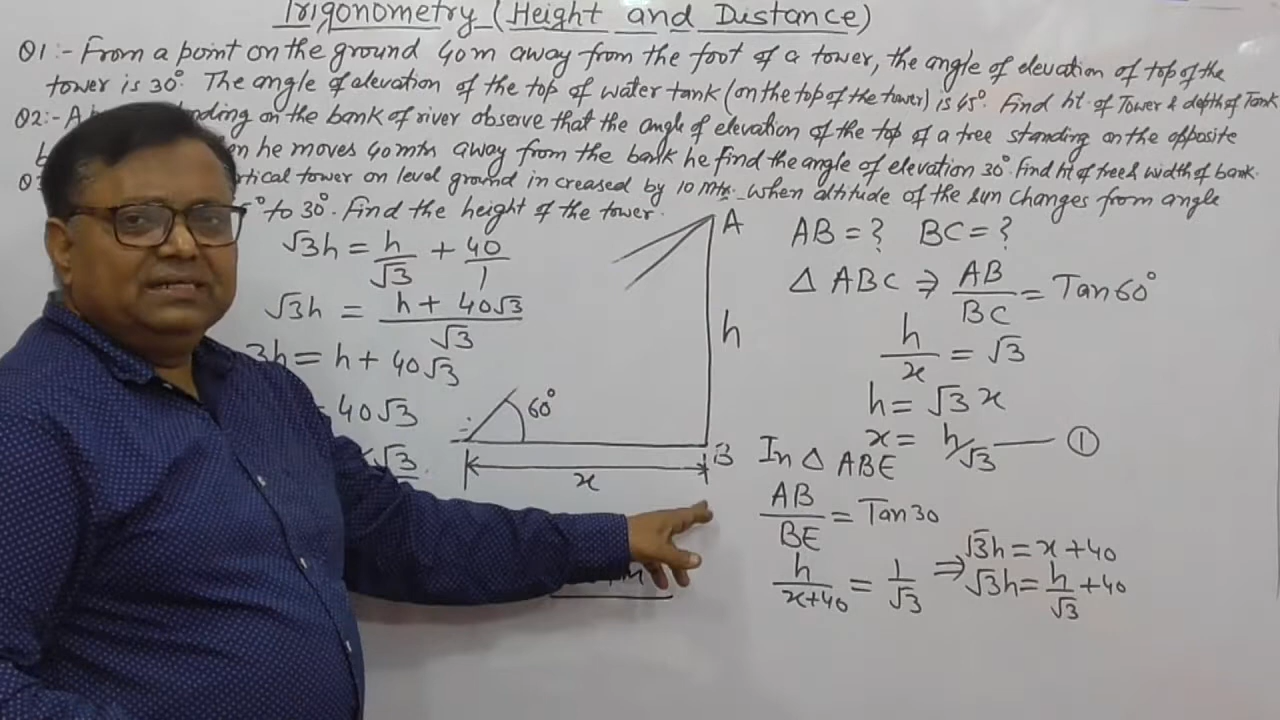 Trigonometry (Height and Distance)
Q1:- From a point on the ground 40m away from the foot of a tower, the angle of elevation of top of the
tower is 30°. The angle of elevation of the top of water tank (on the top of the tower) is 45°. Find ht. of Tower & depth of Tank
Q2:- A nding on the bank of river observe that the angle of elevation of the top of a tree standing on the opposite
n he moves 40mtrs away from the bank he find the angle of elevation 30°. Find ht of tree & width of bank.
rtical tower on level ground increased by 10 mtrs. when altitude of the sun changes from angle
° to 30°. Find the height of the tower.
√3h = h/√3 + 40/1
√3h = h + 40√3/√3
3h = h + 40√3
40√3
√3
A
h
60°
B
x
m
AB = ? BC = ?
Δ ABC ⇒ AB/BC = Tan 60°
h/x = √3
h = √3 x
x = h/√3 —— ①
In Δ ABE
AB/BE = Tan 30
h/x+40 = 1/√3 ⇒ √3h = x + 40
√3h = h/√3 + 40